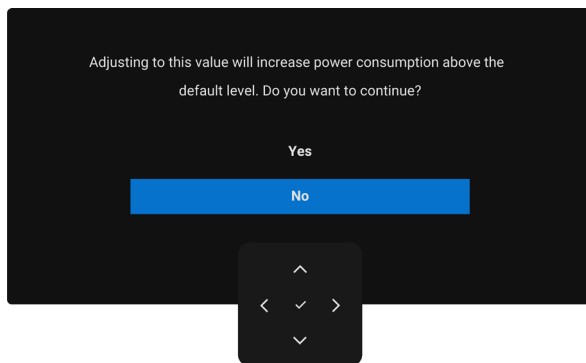 Adjusting to this value will increase power consumption above the
default level. Do you want to continue?
Yes
No